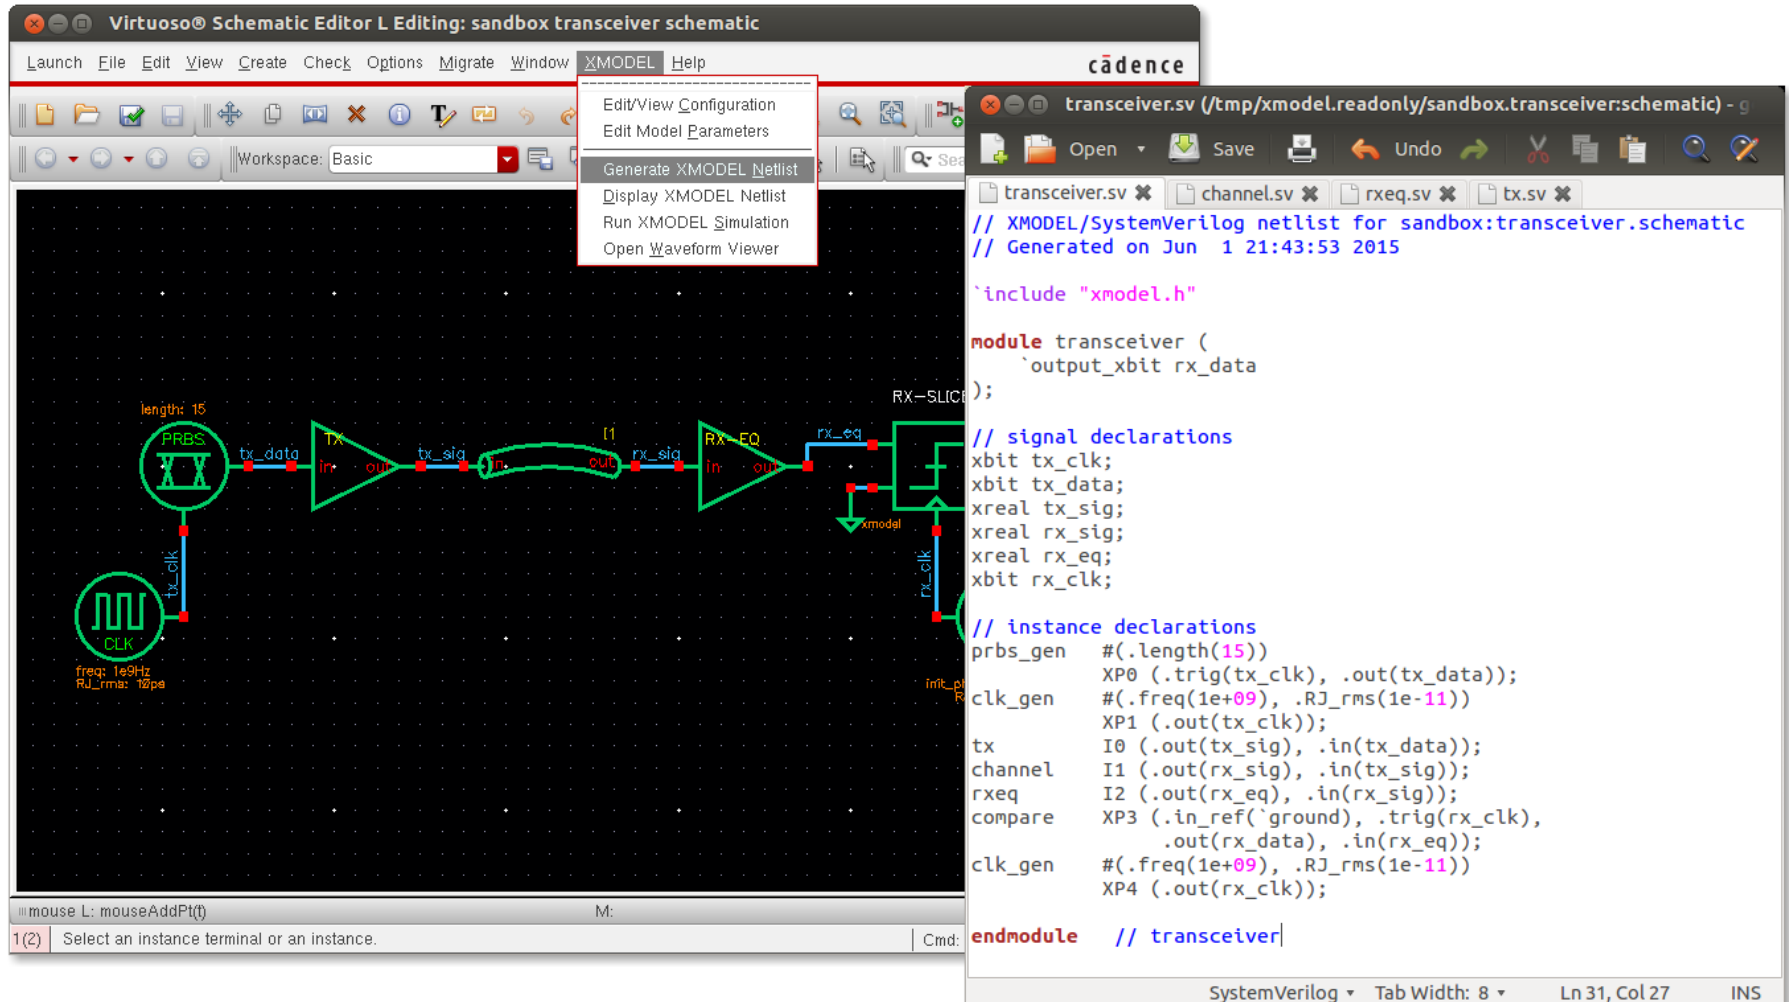 Virtuoso® Schematic Editor L Editing: sandbox transceiver schematic
Launch File Edit View Create Check Options Migrate Window XMODEL Help
cādence
Edit/View Configuration
Edit Model Parameters
Generate XMODEL Netlist
Display XMODEL Netlist
Run XMODEL Simulation
Open Waveform Viewer
Workspace: Basic
Sea
length: 15
PRBS
tx_data
TX
in
out
tx_sig
I1
in
out
rx_sig
RX-EQ
in
out
rx_eq
RX-SLICE
xmodel
tx_clk
rx_clk
CLK
freq: 1e9Hz
RJ_rms: 10ps
init_ph
R
mouse L: mouseAddPt(t)
M:
1(2)
Select an instance terminal or an instance.
Cmd:
transceiver.sv (/tmp/xmodel.readonly/sandbox.transceiver:schematic) - g
Open Save Undo
transceiver.sv channel.sv rxeq.sv tx.sv
// XMODEL/SystemVerilog netlist for sandbox:transceiver.schematic
// Generated on Jun  1 21:43:53 2015
`include "xmodel.h"
module transceiver (
    `output_xbit rx_data
);
// signal declarations
xbit tx_clk;
xbit tx_data;
xreal tx_sig;
xreal rx_sig;
xreal rx_eq;
xbit rx_clk;
// instance declarations
prbs_gen   #(.length(15))
           XP0 (.trig(tx_clk), .out(tx_data));
clk_gen    #(.freq(1e+09), .RJ_rms(1e-11))
           XP1 (.out(tx_clk));
tx         I0 (.out(tx_sig), .in(tx_data));
channel    I1 (.out(rx_sig), .in(tx_sig));
rxeq       I2 (.out(rx_eq), .in(rx_sig));
compare    XP3 (.in_ref(`ground), .trig(rx_clk),
                .out(rx_data), .in(rx_eq));
clk_gen    #(.freq(1e+09), .RJ_rms(1e-11))
           XP4 (.out(rx_clk));
endmodule   // transceiver
SystemVerilog Tab Width: 8 Ln 31, Col 27 INS